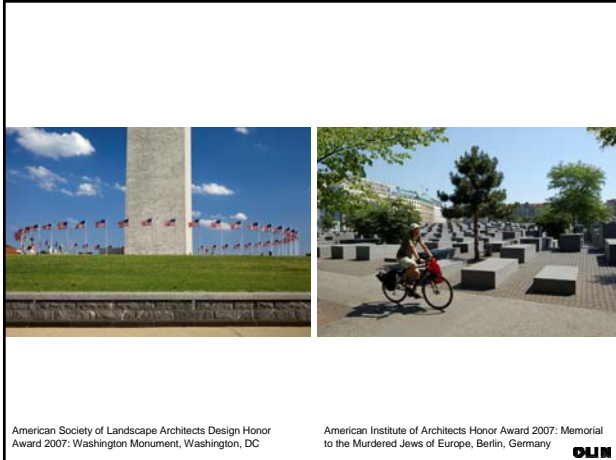 American Society of Landscape Architects Design Honor
Award 2007: Washington Monument, Washington, DC
American Institute of Architects Honor Award 2007: Memorial
to the Murdered Jews of Europe, Berlin, Germany
OLIN